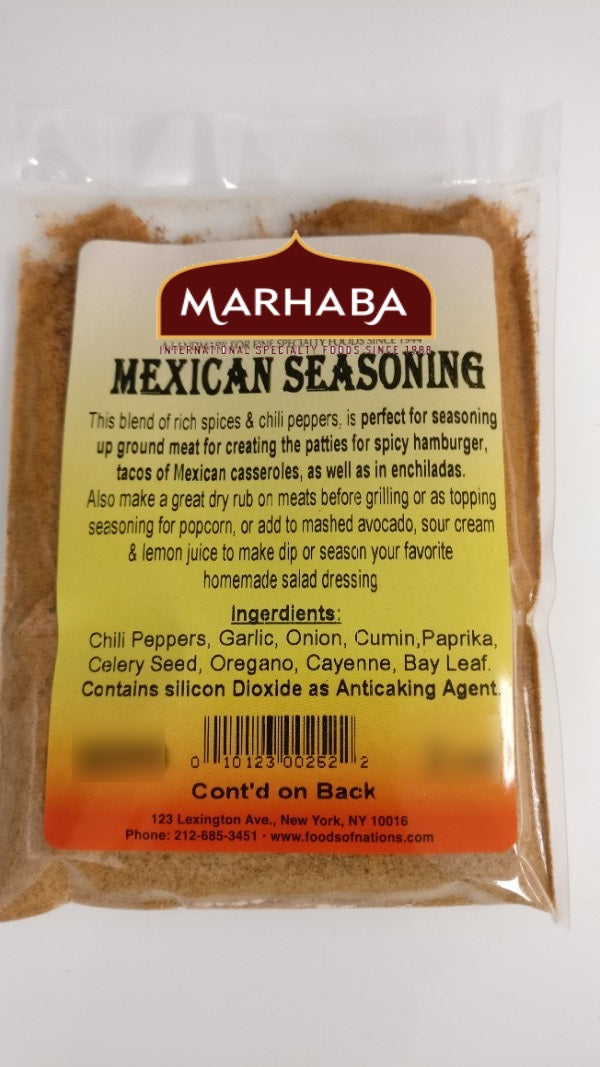 MARHABA
INTERNATIONAL SPECIALTY FOODS SINCE 1988
MEXICAN SEASONING
This blend of rich spices & chili peppers, is perfect for seasoning
up ground meat for creating the patties for spicy hamburger,
tacos of Mexican casseroles, as well as in enchiladas.
Also make a great dry rub on meats before grilling or as topping
seasoning for popcorn, or add to mashed avocado, sour cream
& lemon juice to make dip or season your favorite
homemade salad dressing
Ingerdients:
Chili Peppers, Garlic, Onion, Cumin,Paprika,
Celery Seed, Oregano, Cayenne, Bay Leaf.
Contains silicon Dioxide as Anticaking Agent.
0 10123 00252 2
Cont'd on Back
123 Lexington Ave., New York, NY 10016
Phone: 212-685-3451 · www.foodsofnations.com